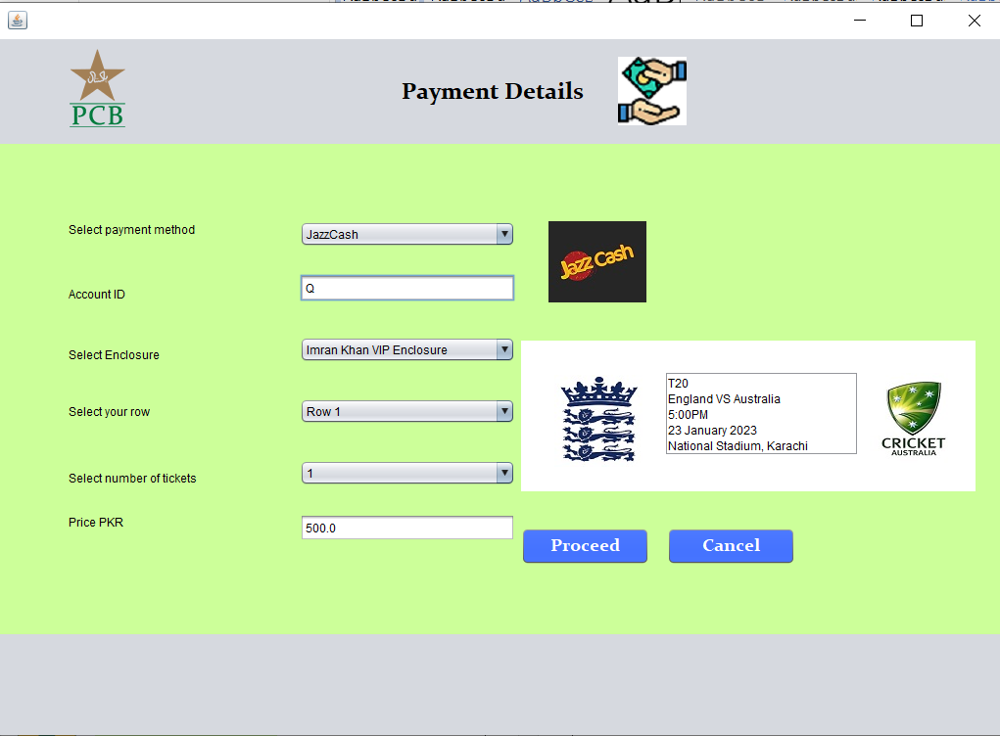 PCB
Payment Details
Select payment method
JazzCash
Jazz Cash
Account ID
Q
Select Enclosure
Imran Khan VIP Enclosure
Select your row
Row 1
Select number of tickets
1
Price PKR
500.0
T20
England VS Australia
5:00PM
23 January 2023
National Stadium, Karachi
CRICKET
AUSTRALIA
Proceed
Cancel